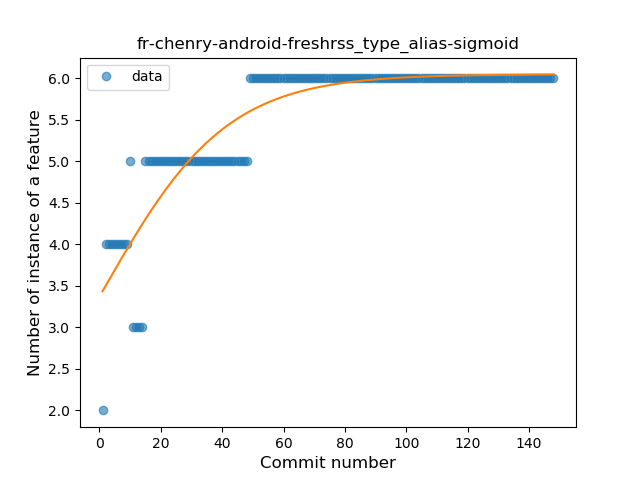 fr-chenry-android-freshrss_type_alias-sigmoid
data
Number of instance of a feature
6.0
5.5
5.0
4.5
4.0
3.5
3.0
2.5
2.0
0 20 40 60 80 100 120 140
Commit number